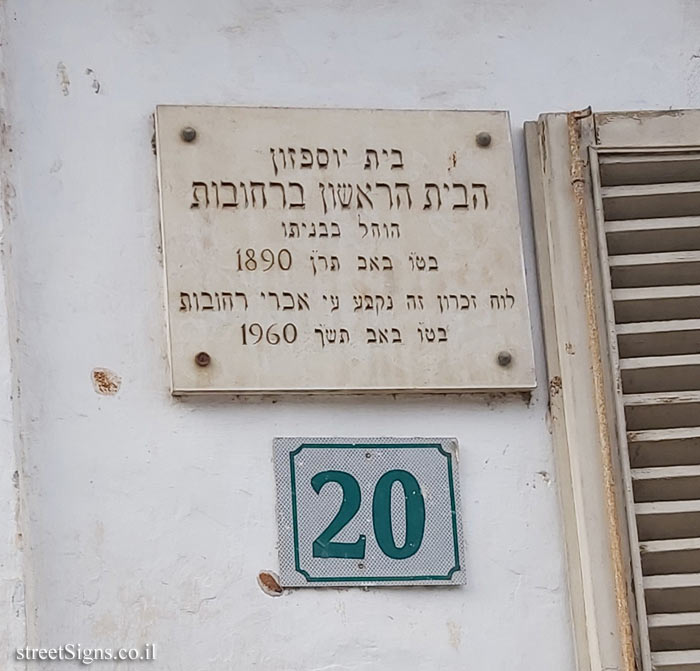 בית יוספזון
הבית הראשון ברחובות
הוחל בבניתו
בט״ו באב תר״ן 1890
לוח זכרון זה נקבע ע״י אכרי רחובות
בט״ו באב תש״ך 1960
20
streetSigns.co.il